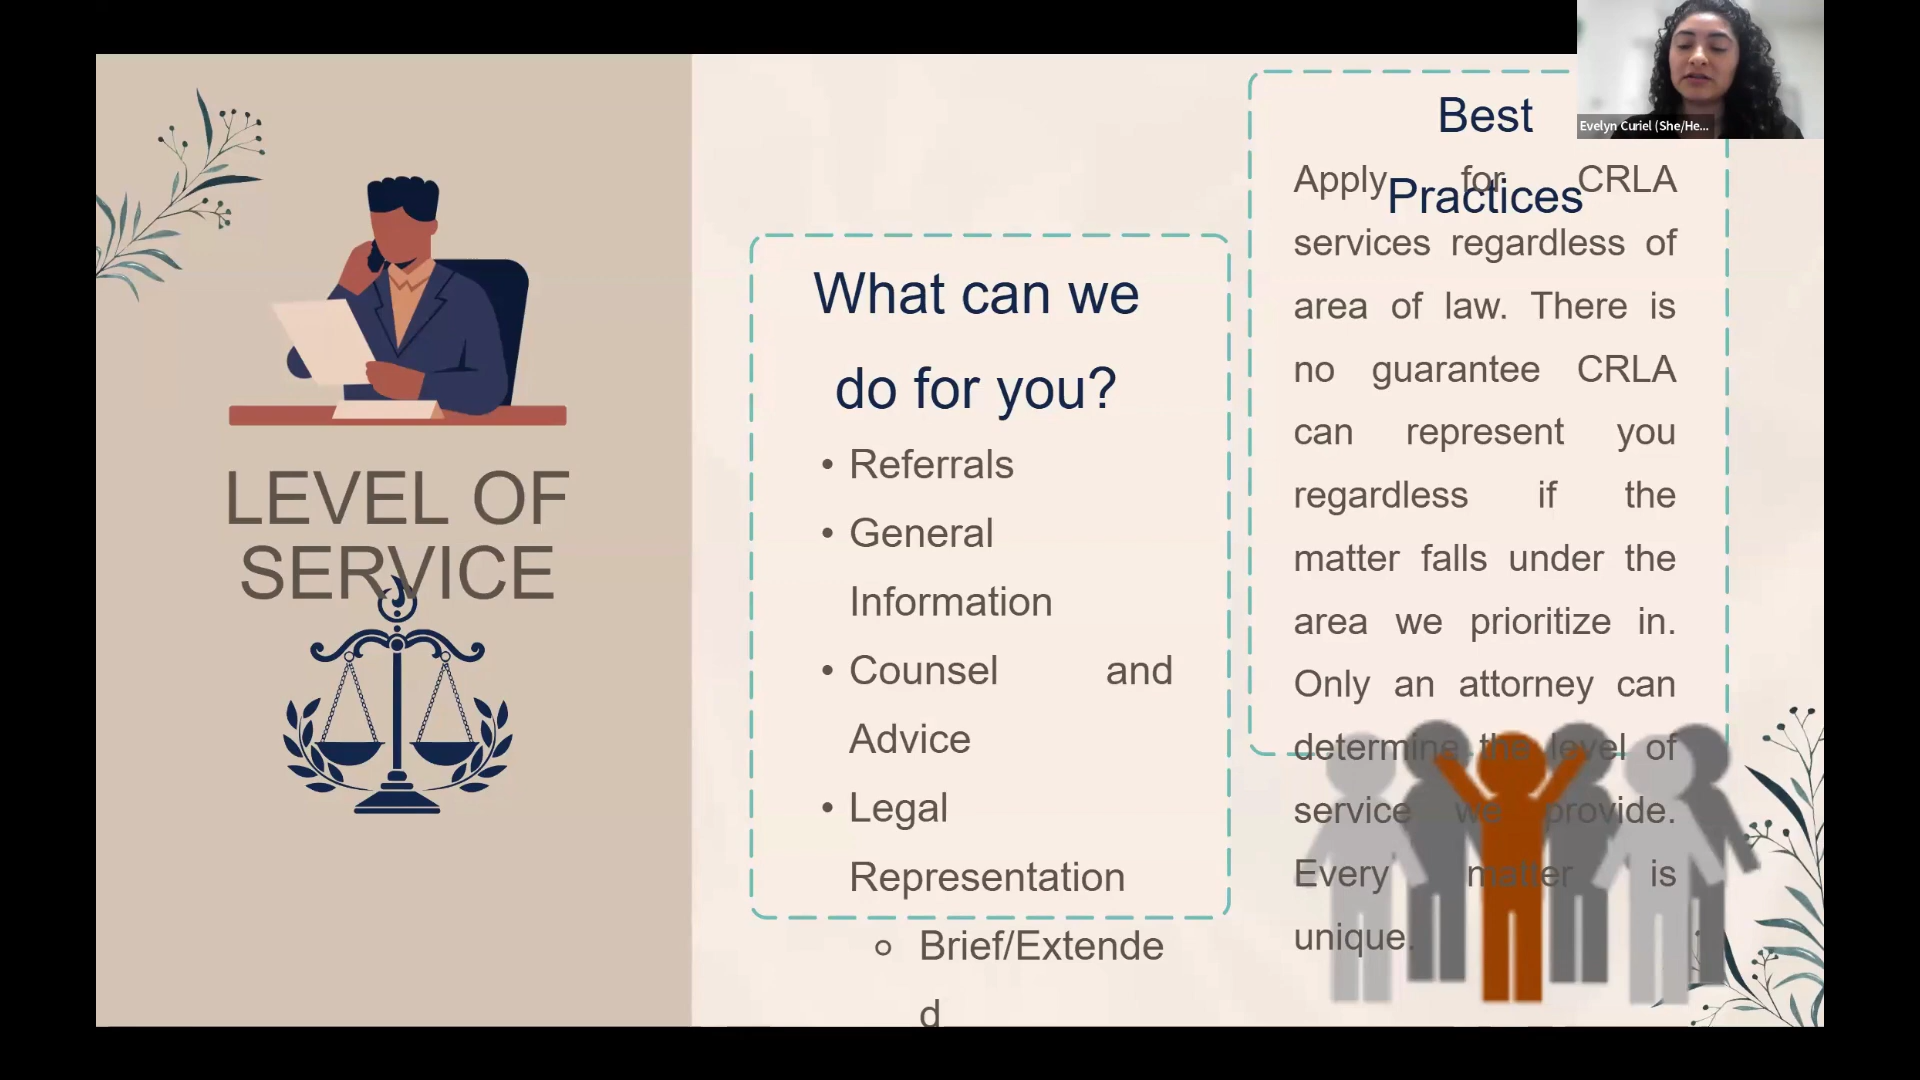 LEVEL OF
SERVICE
What can we
do for you?
• Referrals
• General
Information
• Counsel and
Advice
• Legal
Representation
○ Brief/Extende
d
Best
Practices
Apply for CRLA
services regardless of
area of law. There is
no guarantee CRLA
can represent you
regardless if the
matter falls under the
area we prioritize in.
Only an attorney can
determine the level of
service we provide.
Every matter is
unique.
Evelyn Curiel (She/He...